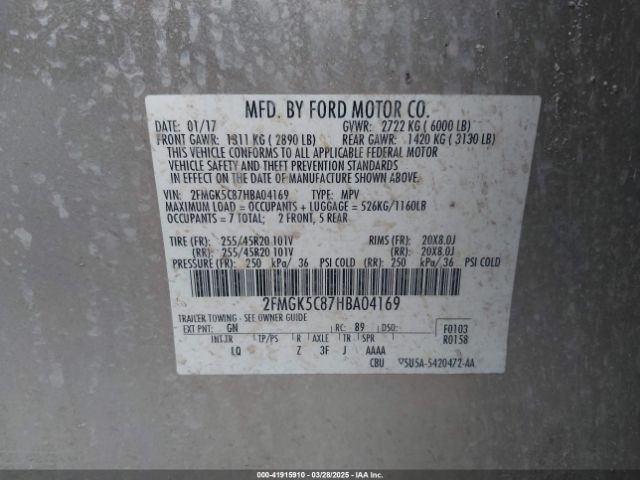 MFD. BY FORD MOTOR CO.
DATE: 01/17 GVWR: 2722 KG ( 6000 LB)
FRONT GAWR: 1311 KG ( 2890 LB) REAR GAWR: 1420 KG ( 3130 LB)
THIS VEHICLE CONFORMS TO ALL APPLICABLE FEDERAL MOTOR
VEHICLE SAFETY AND THEFT PREVENTION STANDARDS IN
EFFECT ON THE DATE OF MANUFACTURE SHOWN ABOVE.
VIN: 2FMGK5C87HBA04169 TYPE: MPV
MAXIMUM LOAD = OCCUPANTS + LUGGAGE = 526KG/1160LB
OCCUPANTS = 7 TOTAL; 2 FRONT, 5 REAR
TIRE (FR): 255/45R20 101V RIMS (FR): 20X8.0J
(RR): 255/45R20 101V (RR): 20X8.0J
PRESSURE (FR): 250 kPa/ 36 PSI COLD (RR): 250 kPa/ 36 PSI COLD
2FMGK5C87HBA04169
TRAILER TOWING - SEE OWNER GUIDE
EXT PNT: GN RC: 89 DSO: F0103
INT.TR TP/PS R AXLE TR SPR R0158
LQ Z 3F J AAAA
CBU 5U5A-5420472-AA
000-41915910 | 03/28/2025 | IAA Inc.